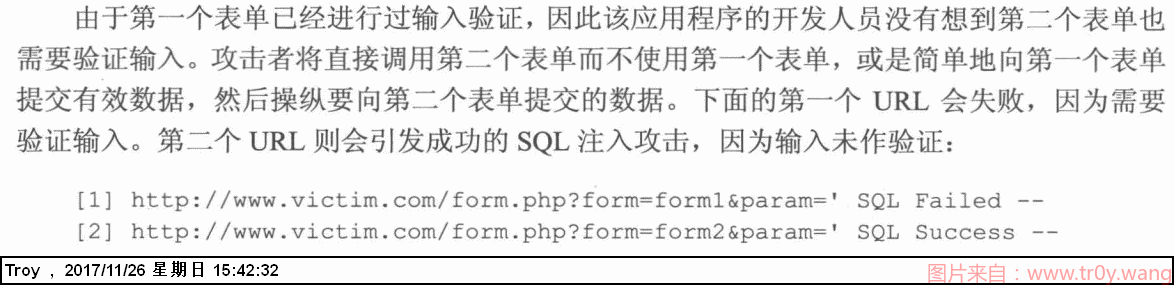 由于第一个表单已经进行过输入验证，因此该应用程序的开发人员没有想到第二个表单也
需要验证输入。攻击者将直接调用第二个表单而不使用第一个表单，或是简单地向第一个表单
提交有效数据，然后操纵要向第二个表单提交的数据。下面的第一个 URL 会失败，因为需要
验证输入。第二个 URL 则会引发成功的 SQL 注入攻击，因为输入未作验证：
[1] http://www.victim.com/form.php?form=form1&param=' SQL Failed --
[2] http://www.victim.com/form.php?form=form2&param=' SQL Success --
Troy , 2017/11/26 星期日 15:42:32
图片来自：www.tr0y.wang